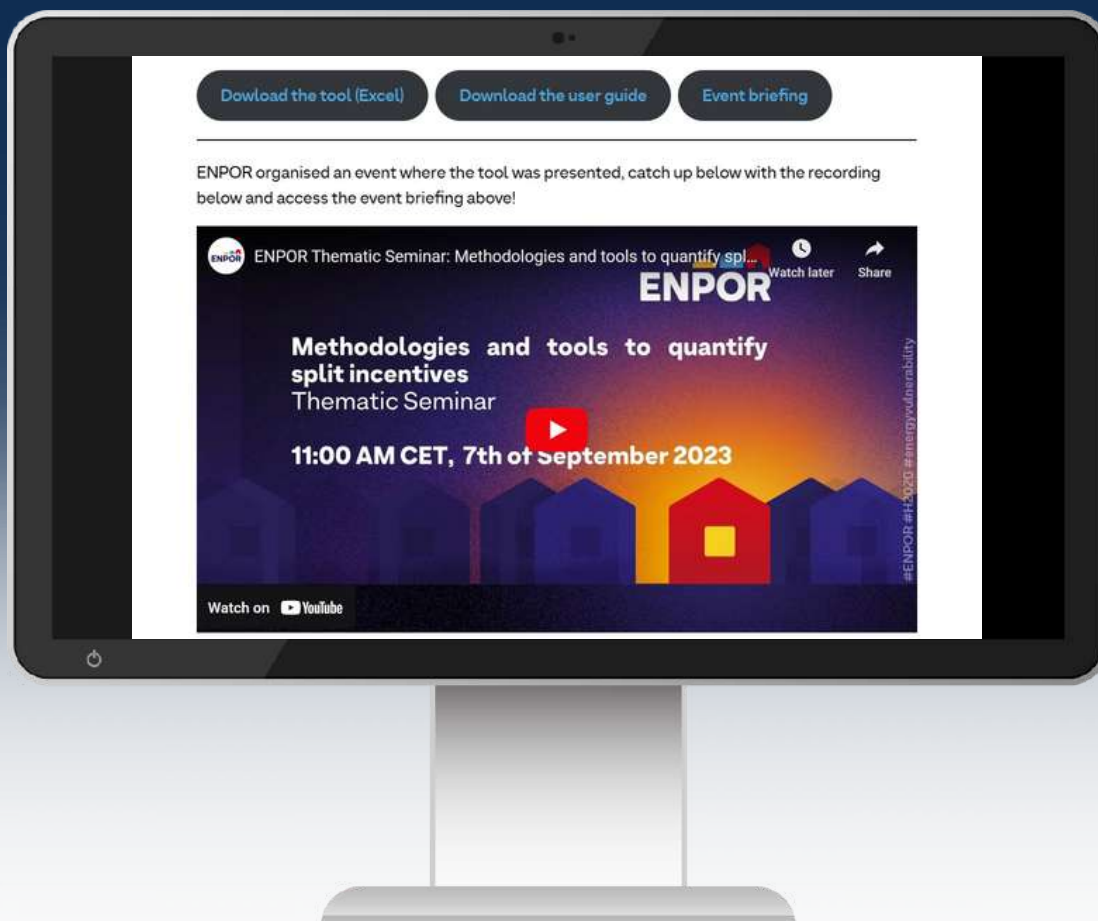 Dowload the tool (Excel)
Download the user guide
Event briefing
ENPOR organised an event where the tool was presented, catch up below with the recording
below and access the event briefing above!
ENPOR
ENPOR Thematic Seminar: Methodologies and tools to quantify spl...
Watch later
Share
ENPOR
Methodologies and tools to quantify
split incentives
Thematic Seminar
11:00 AM CET, 7th of September 2023
#ENPOR #H2020 #energyvulnerability
Watch on YouTube